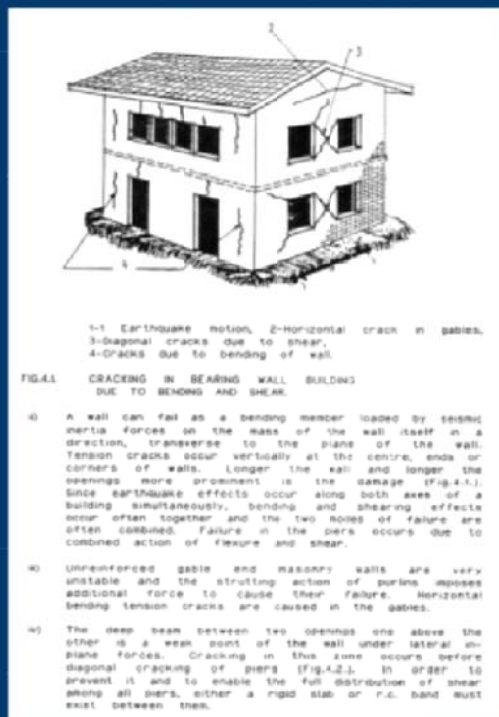 2
3
4
1-1 Earthquake motion, 2-Horizontal crack in gables,
3-Diagonal cracks due to shear,
4-Cracks due to bending of wall.
FIG.4.1. CRACKING IN BEARING WALL BUILDING
DUE TO BENDING AND SHEAR.
A wall can fail as a bending member loaded by seismic
inertia forces on the mass of the wall itself in a
direction, transverse to the plane of the wall.
Tension cracks occur vertically at the centre, ends or
corners of walls. Longer the wall and longer the
openings more prominent is the damage (Fig.4.1.).
Since earthquake effects occur along both axes of a
building simultaneously, bending and shearing effects
occur often together and the two modes of failure are
often combined. Failure in the piers occurs due to
combined action of flexure and shear.
iii) Unreinforced gable end masonry walls are very
unstable and the strutting action of purlins imposes
additional force to cause their failure. Horizontal
bending tension cracks are caused in the gables.
iv) The deep beam between two openings one above the
other is a weak point of the wall under lateral in-
plane forces. Cracking in this zone occurs before
diagonal cracking of piers (Fig.4.2.). In order to
prevent it and to enable the full distribution of shear
among all piers, either a rigid slab or r.c. band must
exist between them.